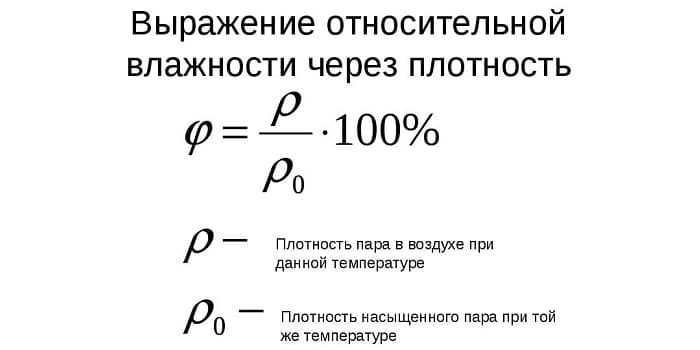 Выражение относительной
влажности через плотность
φ = ρ / ρ₀ · 100%
ρ − Плотность пара в воздухе при
данной температуре
ρ₀ − Плотность насыщенного пара при той
же температуре